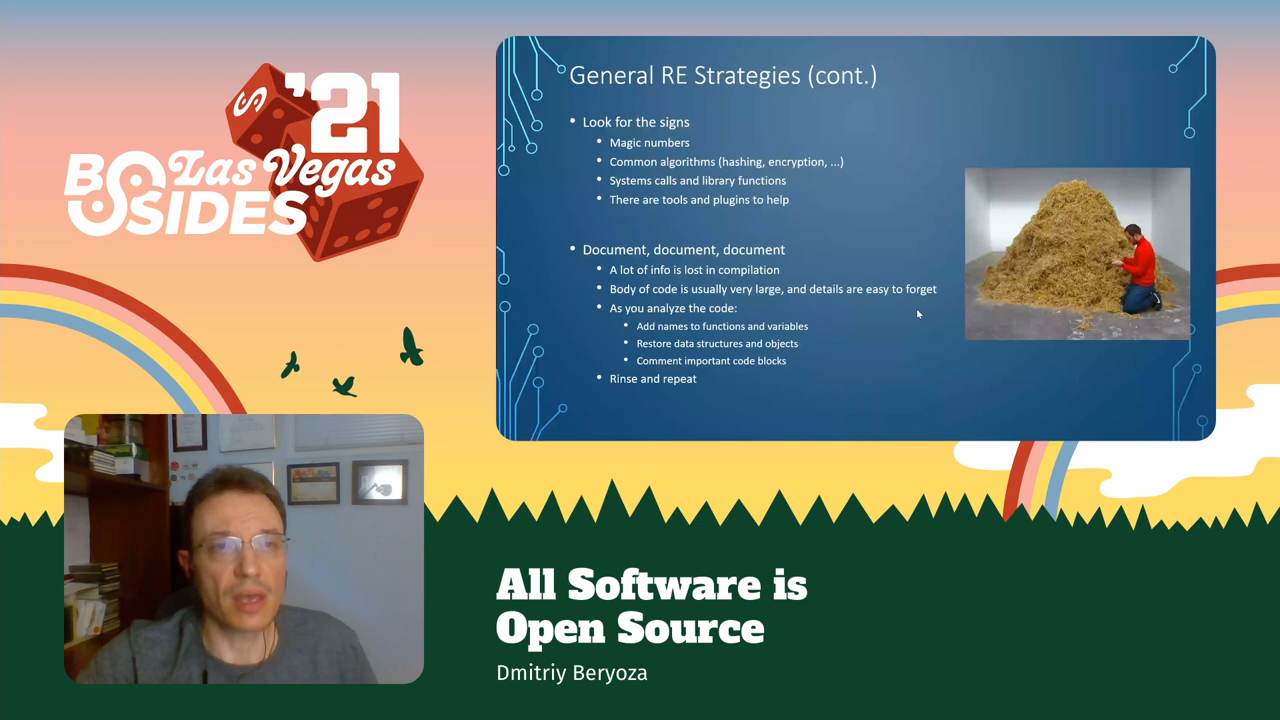 '21
BSIDES
Las Vegas
General RE Strategies (cont.)
• Look for the signs
• Magic numbers
• Common algorithms (hashing, encryption, ...)
• Systems calls and library functions
• There are tools and plugins to help
• Document, document, document
• A lot of info is lost in compilation
• Body of code is usually very large, and details are easy to forget
• As you analyze the code:
• Add names to functions and variables
• Restore data structures and objects
• Comment important code blocks
• Rinse and repeat
All Software is
Open Source
Dmitriy Beryoza